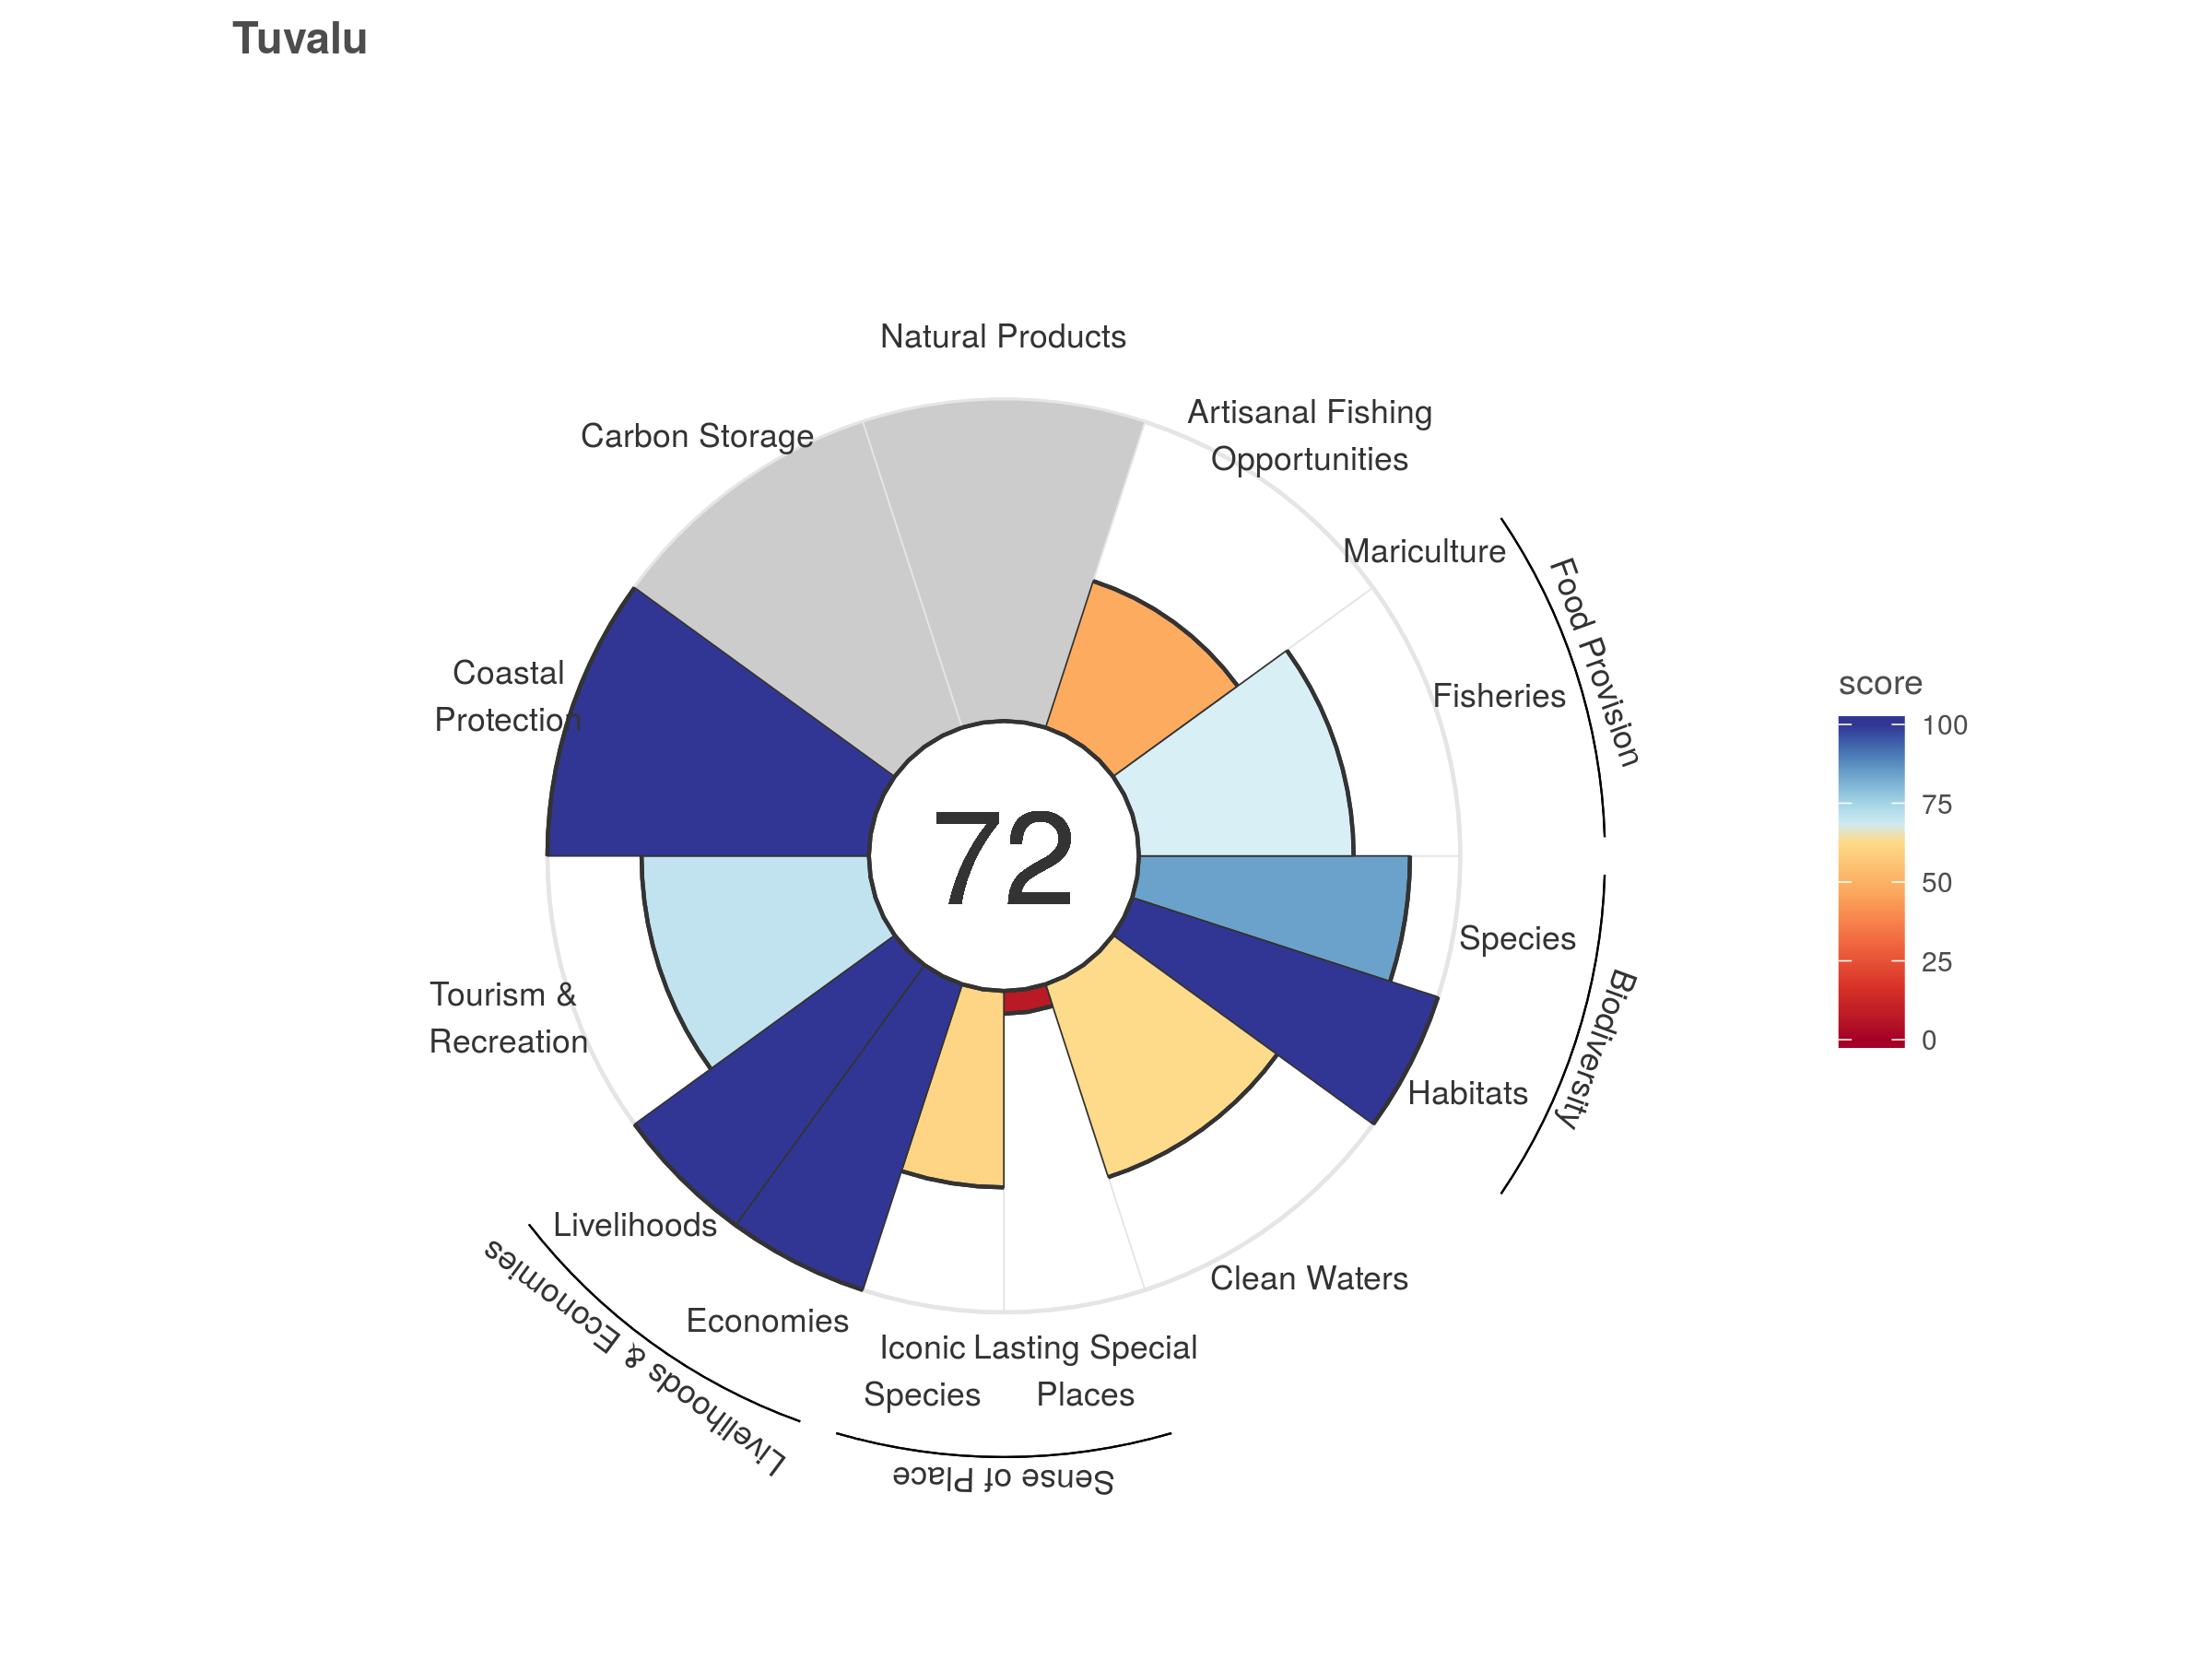 Tuvalu
Natural Products
Artisanal Fishing
Opportunities
Carbon Storage
Mariculture
Food Provision
Fisheries
Coastal
Protection
score
100
75
50
25
0
72
Species
Biodiversity
Tourism &
Recreation
Habitats
Livelihoods
Clean Waters
Economies
Livelihoods & Economies
Iconic
Species
Lasting Special
Places
Sense of Place